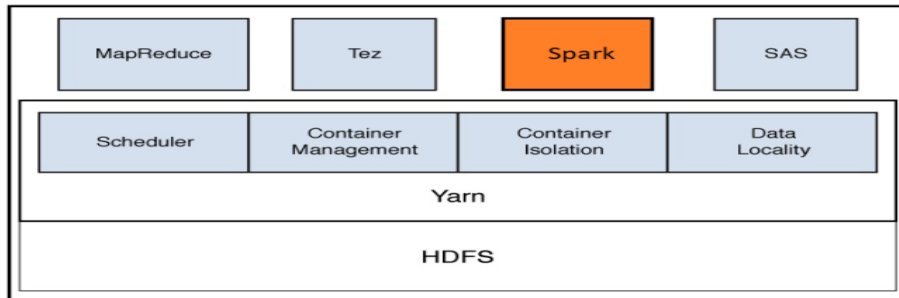 MapReduce
Tez
Spark
SAS
Scheduler
Container
Management
Container
Isolation
Data
Locality
Yarn
HDFS